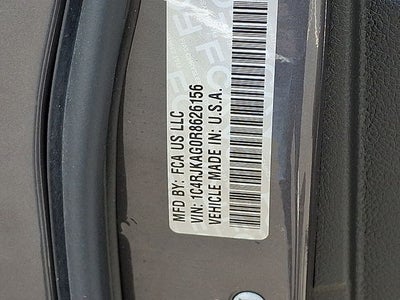 MFD BY: FCA US LLC
VIN: 1C4RJKAG0R8626156
VEHICLE MADE IN: U.S.A.